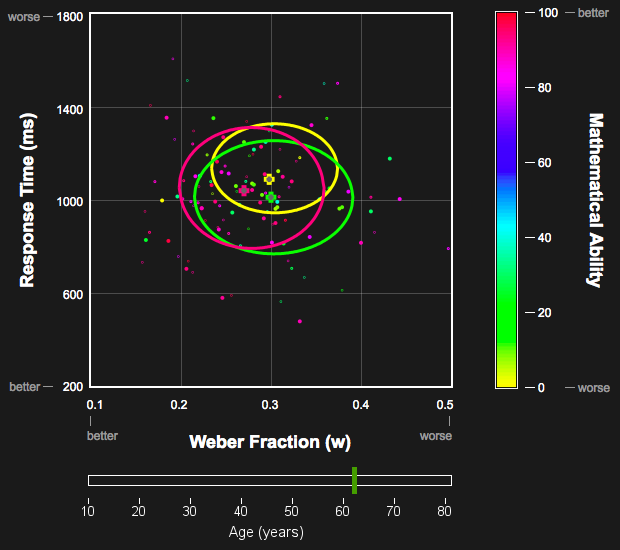 worse
1800
1400
1000
600
200
better
Response Time (ms)
0.1
0.2
0.3
0.4
0.5
better
worse
Weber Fraction (w)
10
20
30
40
50
60
70
80
Age (years)
100
80
60
40
20
0
better
worse
Mathematical Ability